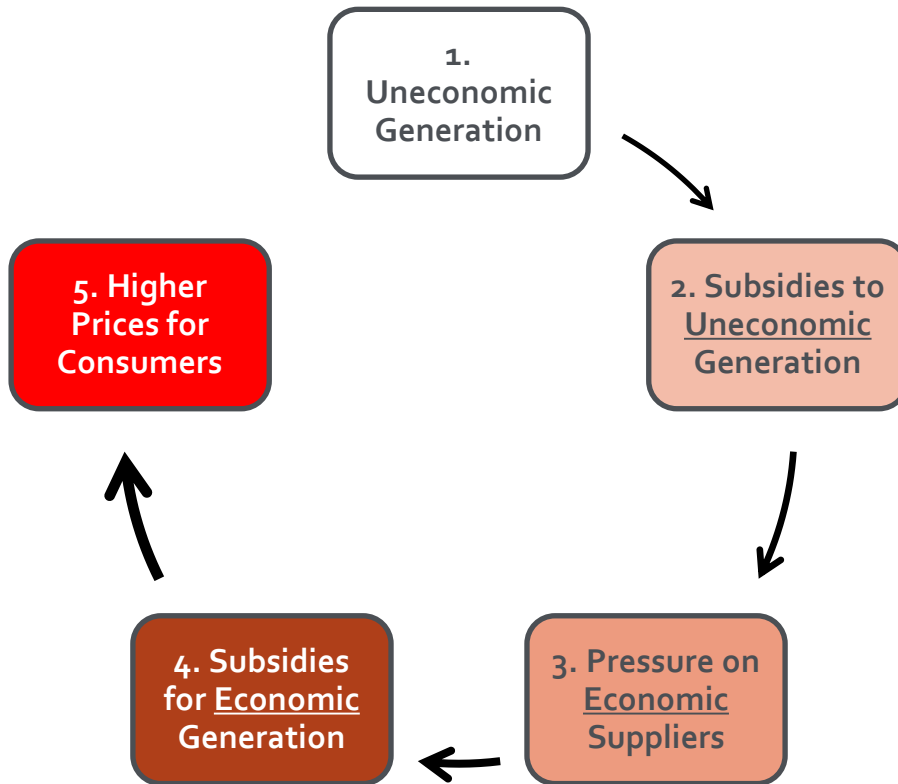 1.
Uneconomic
Generation
2. Subsidies to
Uneconomic
Generation
3. Pressure on
Economic
Suppliers
4. Subsidies
for Economic
Generation
5. Higher
Prices for
Consumers